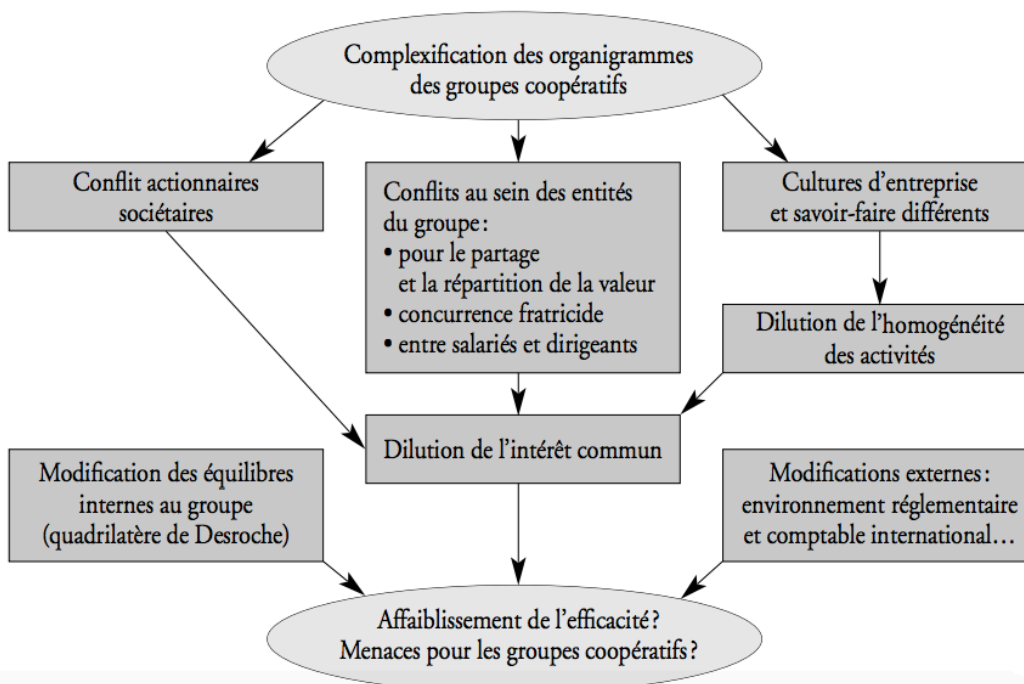 Complexification des organigrammes
des groupes coopératifs
Conflit actionnaires
sociétaires
Conflits au sein des entités
du groupe :
• pour le partage
et la répartition de la valeur
• concurrence fratricide
• entre salariés et dirigeants
Cultures d’entreprise
et savoir-faire différents
Dilution de l’homogénéité
des activités
Dilution de l’intérêt commun
Modification des équilibres
internes au groupe
(quadrilatère de Desroche)
Modifications externes :
environnement réglementaire
et comptable international…
Affaiblissement de l’efficacité ?
Menaces pour les groupes coopératifs ?